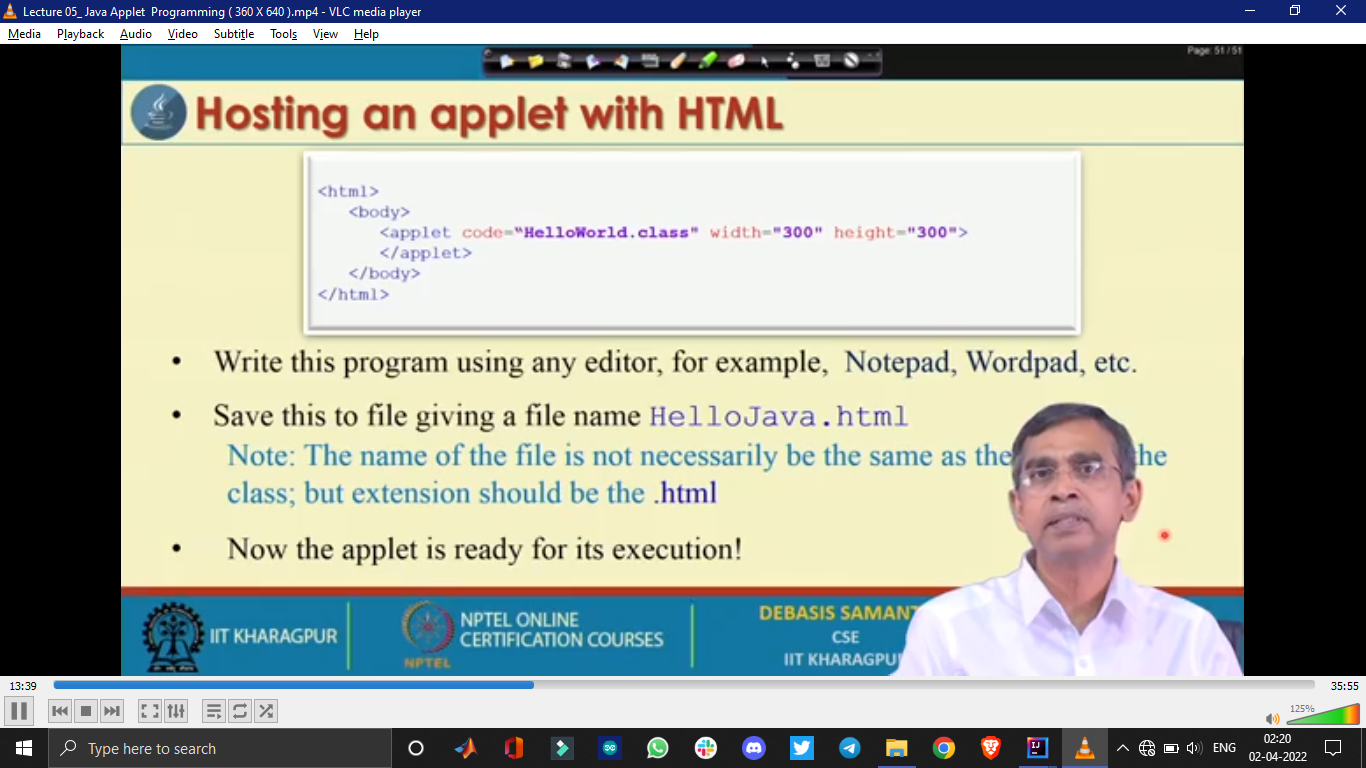 Lecture 05_ Java Applet  Programming ( 360 X 640 ).mp4 - VLC media player
Media Playback Audio Video Subtitle Tools View Help
Page: 51 / 51
Hosting an applet with HTML
<html>
<body>
<applet code="HelloWorld.class" width="300" height="300">
</applet>
</body>
</html>
• Write this program using any editor, for example,  Notepad, Wordpad, etc.
• Save this to file giving a file name HelloJava.html
Note: The name of the file is not necessarily be the same as the the
class; but extension should be the .html
• Now the applet is ready for its execution!
IIT KHARAGPUR
NPTEL
NPTEL ONLINE
CERTIFICATION COURSES
DEBASIS SAMANT
CSE
IIT KHARAGPU
13:39
35:55
125%
Type here to search
ENG
02:20
02-04-2022